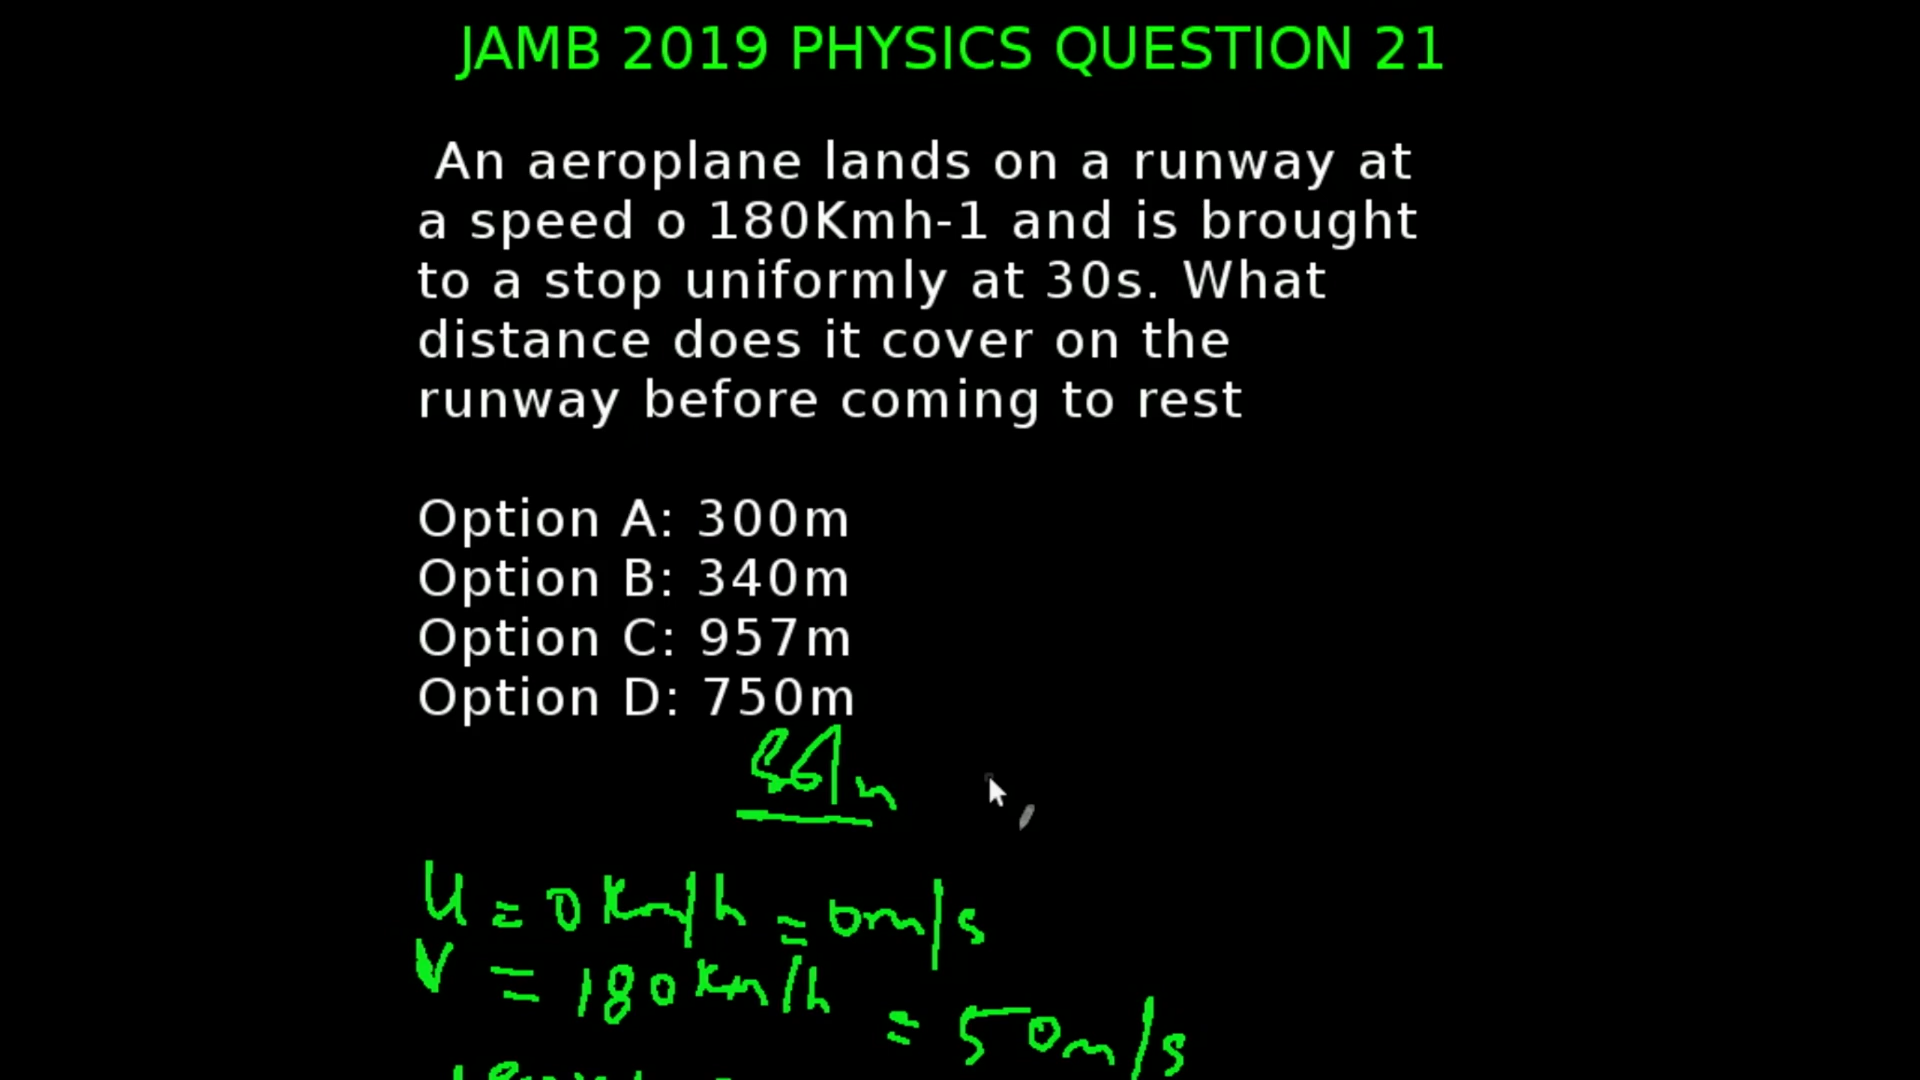 JAMB 2019 PHYSICS QUESTION 21
An aeroplane lands on a runway at
a speed o 180Kmh-1 and is brought
to a stop uniformly at 30s. What
distance does it cover on the
runway before coming to rest
Option A: 300m
Option B: 340m
Option C: 957m
Option D: 750m
U = 0 Km/h = 0m/s
V = 180 km/h = 50m/s